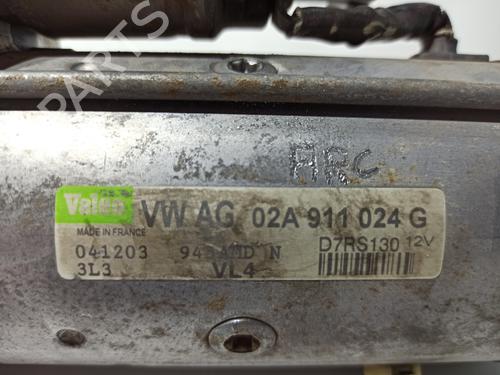 ARC
Valeo VW AG 02A 911 024 G
MADE IN FRANCE
041203 N D7RS130 12V
3L3 VL4
B-PARTS